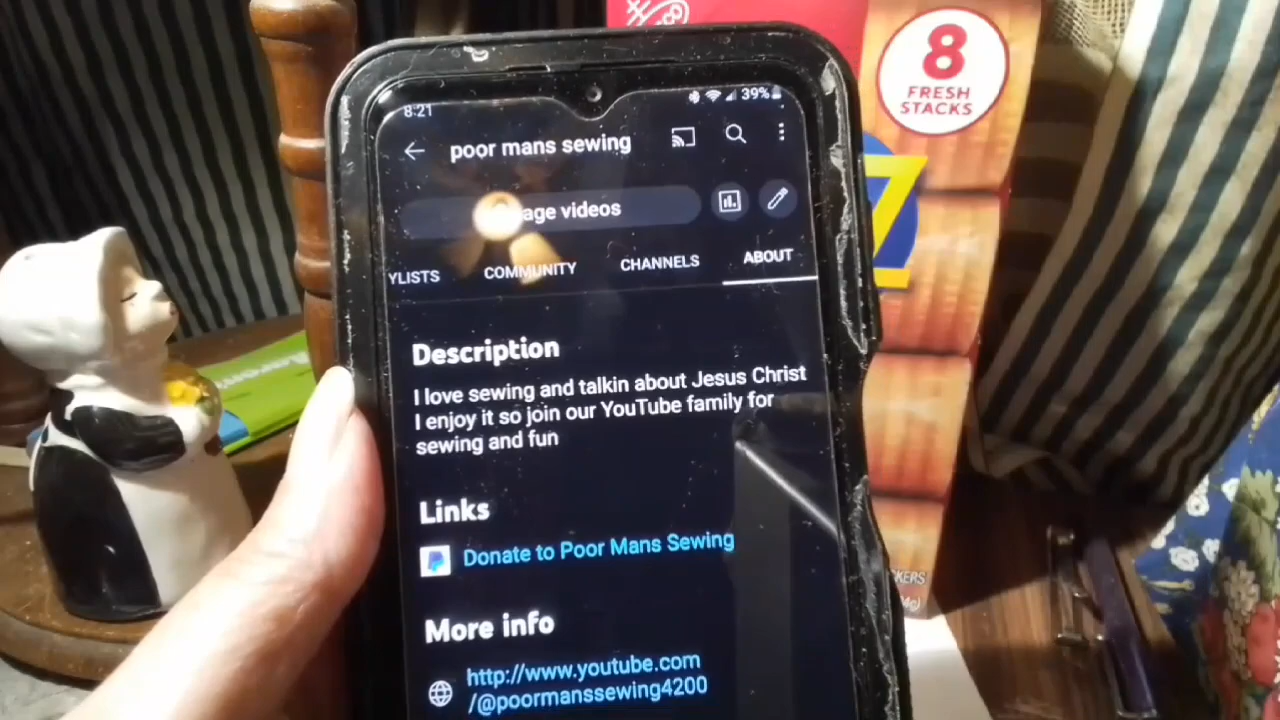 8
FRESH
STACKS
8:21
39%
poor mans sewing
age videos
YLISTS
COMMUNITY
CHANNELS
ABOUT
Description
I love sewing and talkin about Jesus Christ
I enjoy it so join our YouTube family for
sewing and fun
Links
Donate to Poor Mans Sewing
More info
http://www.youtube.com
/@poormanssewing4200
KERS